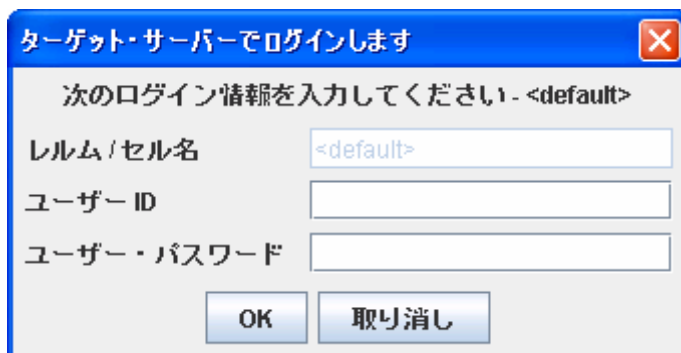 ターゲット・サーバーでログインします
次のログイン情報を入力してください - <default>
レルム / セル名 <default>
ユーザー ID
ユーザー・パスワード
OK 取り消し